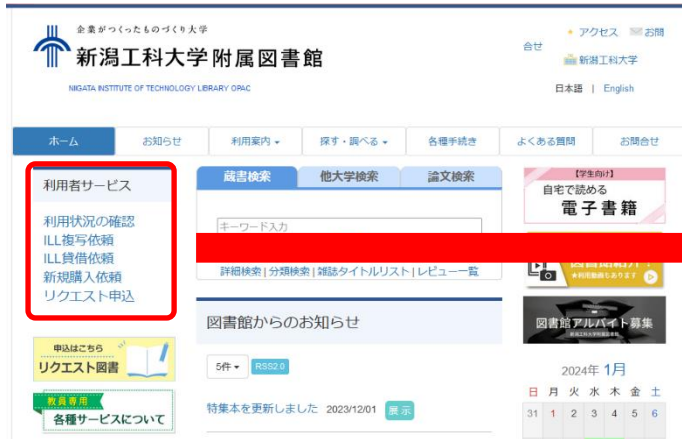 企業がつくったものづくり大学
新潟工科大学附属図書館
NIIGATA INSTITUTE OF TECHNOLOGY LIBRARY OPAC
アクセス お問
合せ
新潟工科大学
日本語 | English
ホーム お知らせ 利用案内 探す・調べる 各種手続き よくある質問 お問合せ
利用者サービス
利用状況の確認
ILL複写依頼
ILL貸借依頼
新規購入依頼
リクエスト申込
申込はこちら
リクエスト図書
教員専用
各種サービスについて
蔵書検索 他大学検索 論文検索
キーワード入力
詳細検索|分類検索|雑誌タイトルリスト|レビュー一覧
図書館からのお知らせ
5件 RSS2.0
特集本を更新しました 2023/12/01 展示
【学生向け】
自宅で読める
電子書籍
★利用動画もあります
図書館アルバイト募集
2024年 1月
日 月 火 水 木 金 土
31 1 2 3 4 5 6